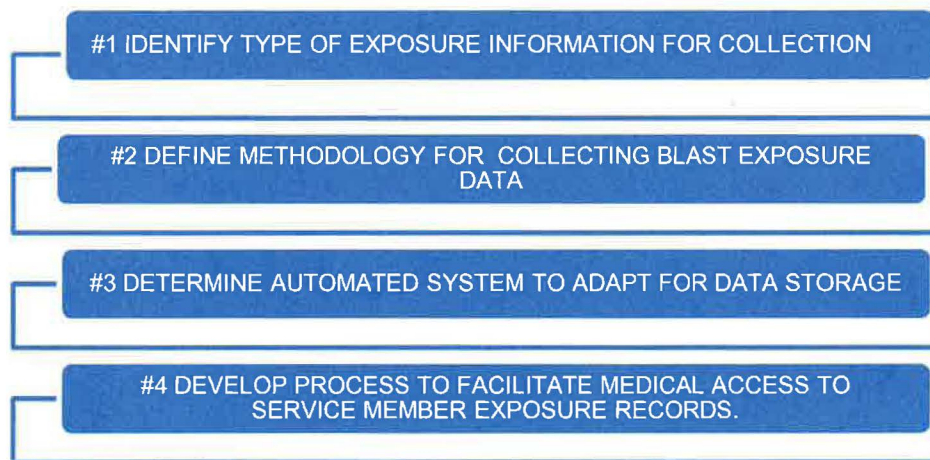 #1 IDENTIFY TYPE OF EXPOSURE INFORMATION FOR COLLECTION
#2 DEFINE METHODOLOGY FOR COLLECTING BLAST EXPOSURE
DATA
#3 DETERMINE AUTOMATED SYSTEM TO ADAPT FOR DATA STORAGE
#4 DEVELOP PROCESS TO FACILITATE MEDICAL ACCESS TO
SERVICE MEMBER EXPOSURE RECORDS.